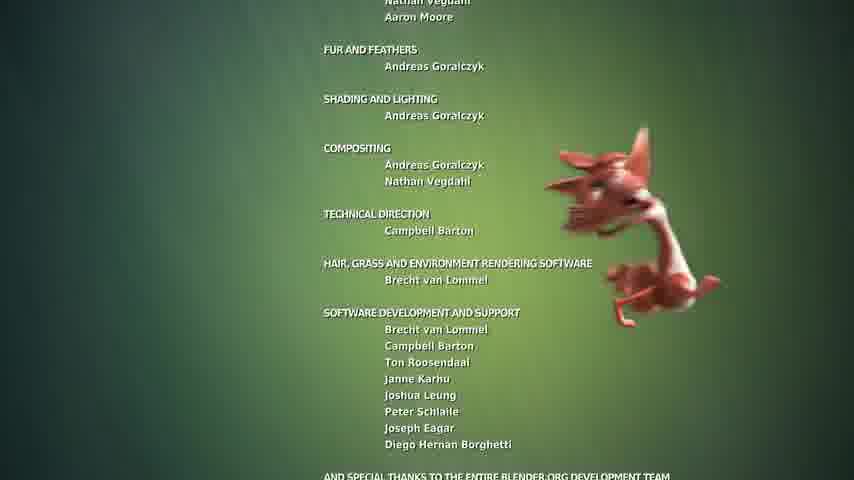 Nathan Vegdahl
Aaron Moore
FUR AND FEATHERS
Andreas Goralczyk
SHADING AND LIGHTING
Andreas Goralczyk
COMPOSITING
Andreas Goralczyk
Nathan Vegdahl
TECHNICAL DIRECTION
Campbell Barton
HAIR, GRASS AND ENVIRONMENT RENDERING SOFTWARE
Brecht van Lommel
SOFTWARE DEVELOPMENT AND SUPPORT
Brecht van Lommel
Campbell Barton
Ton Roosendaal
Janne Karhu
Joshua Leung
Peter Schlaile
Joseph Eagar
Diego Hernan Borghetti
AND SPECIAL THANKS TO THE ENTIRE BLENDER.ORG DEVELOPMENT TEAM